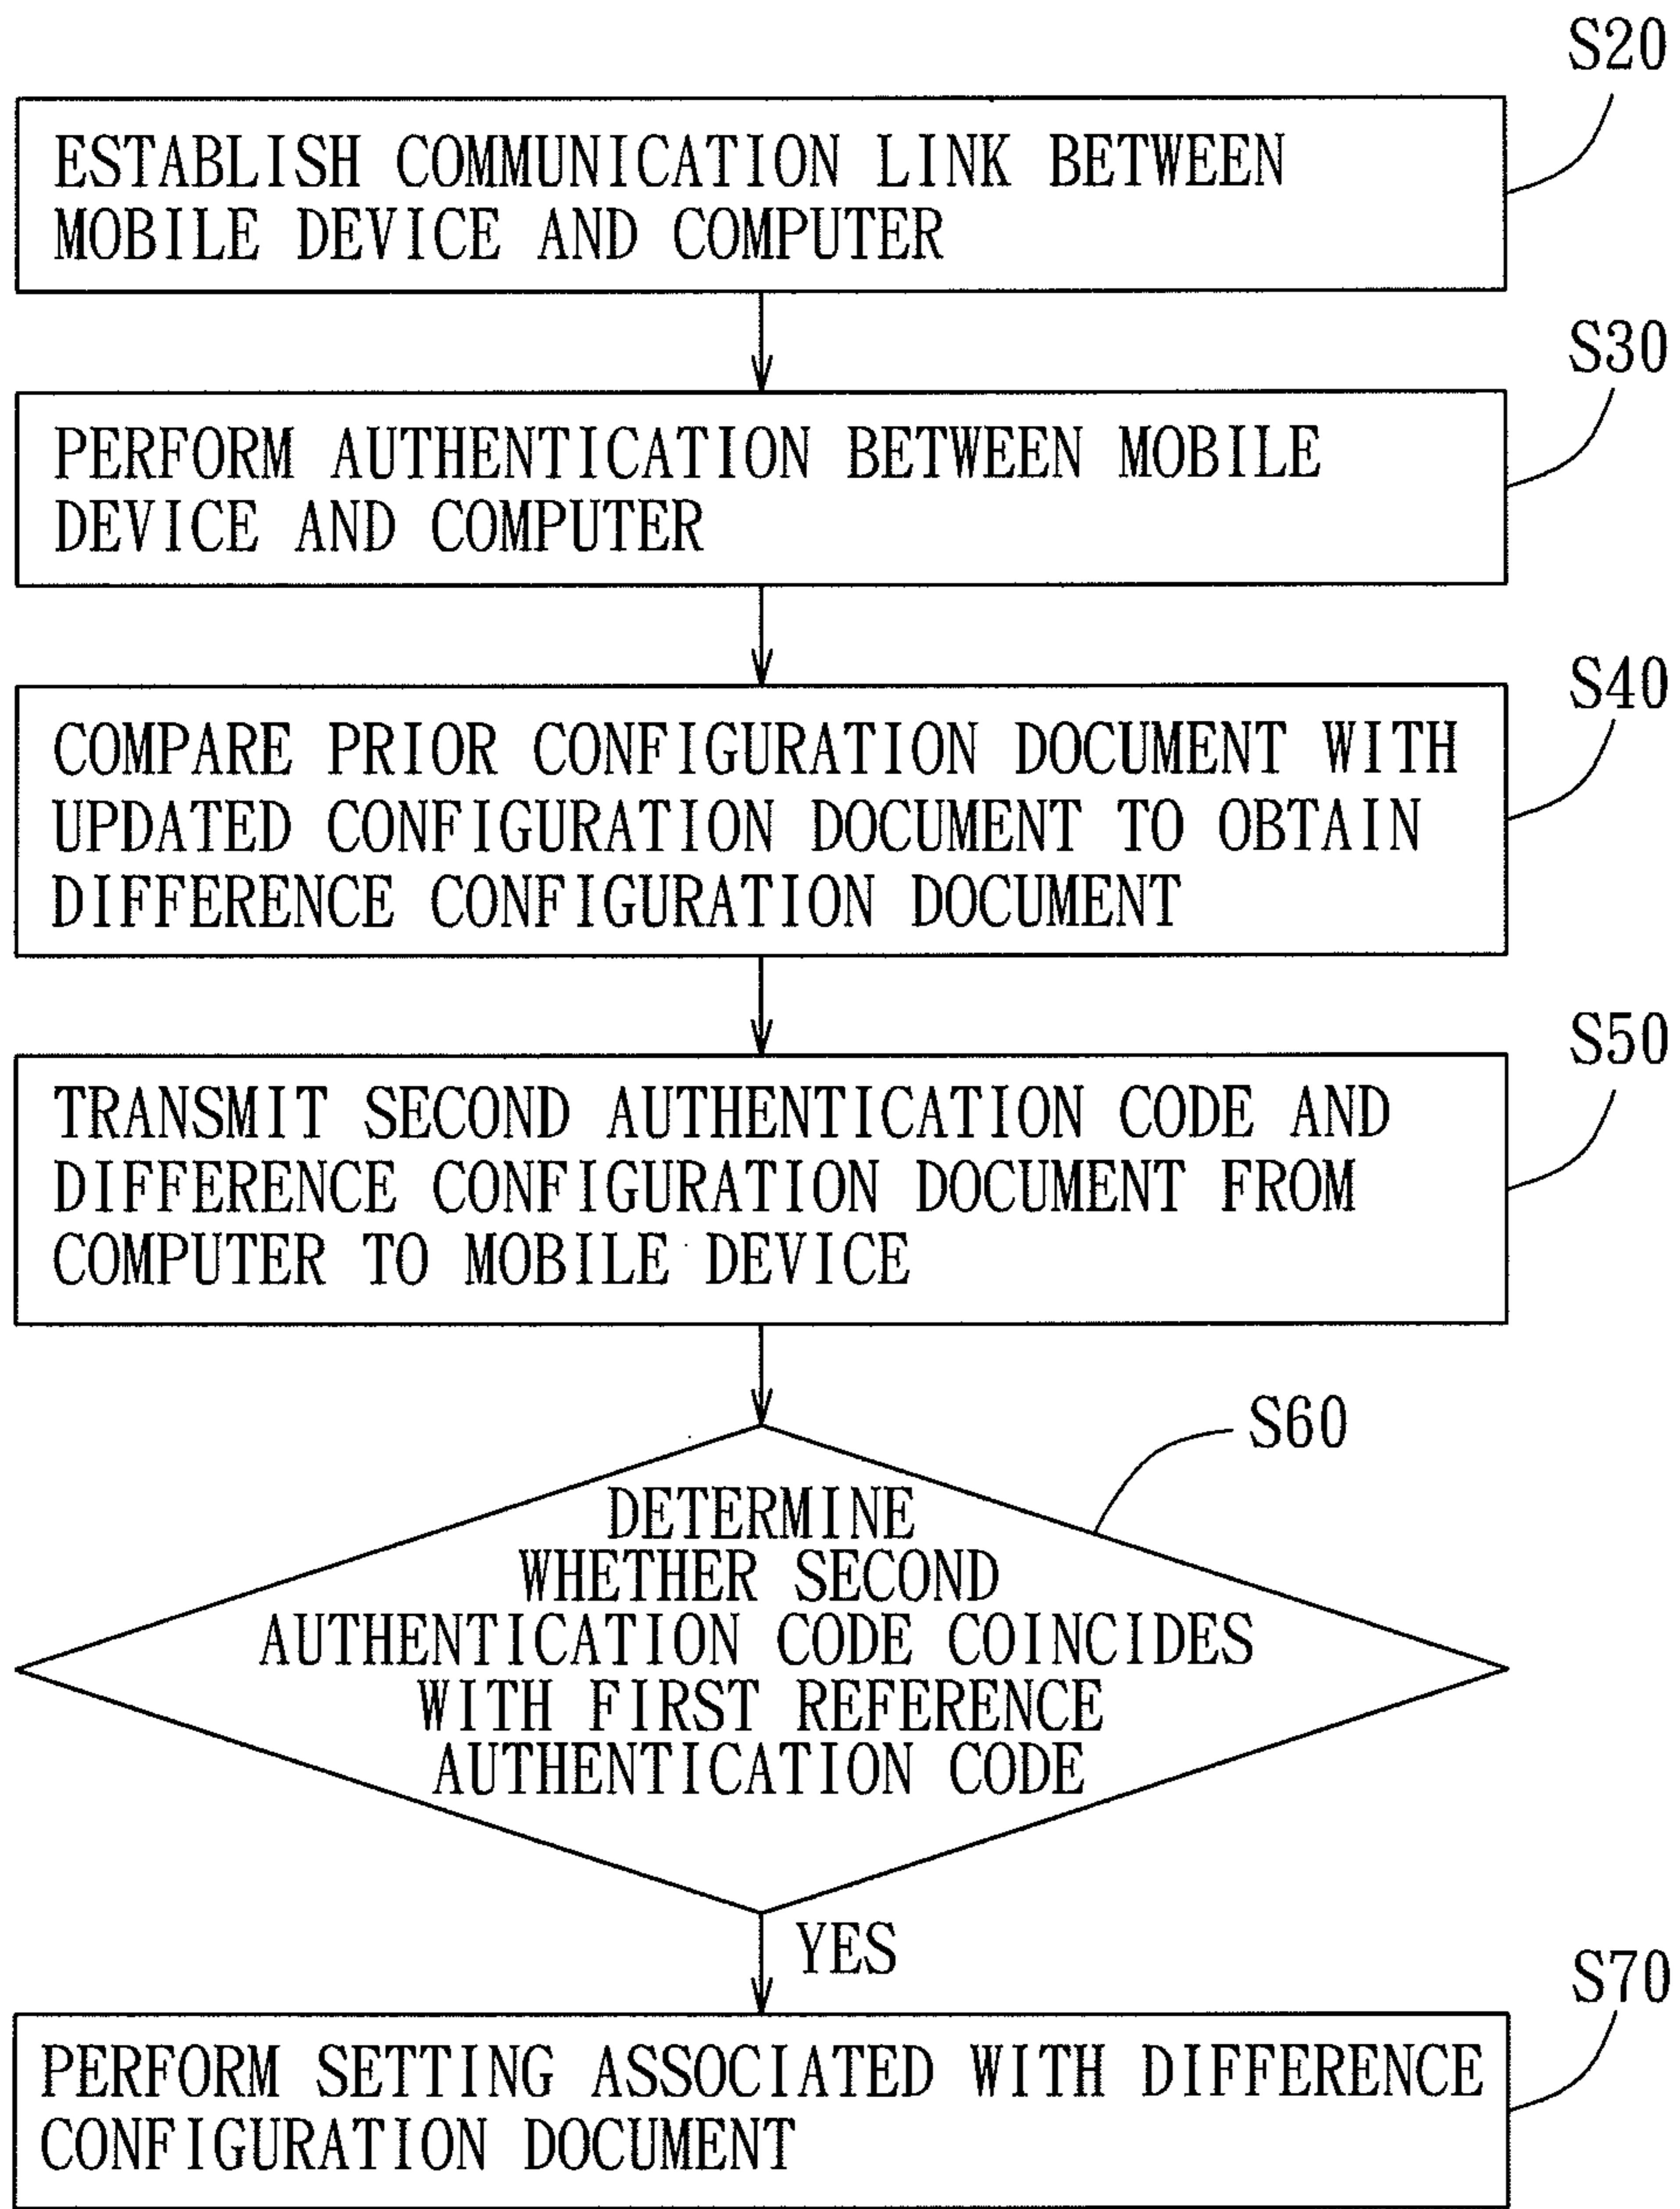 S20
ESTABLISH COMMUNICATION LINK BETWEEN
MOBILE DEVICE AND COMPUTER
S30
PERFORM AUTHENTICATION BETWEEN MOBILE
DEVICE AND COMPUTER
S40
COMPARE PRIOR CONFIGURATION DOCUMENT WITH
UPDATED CONFIGURATION DOCUMENT TO OBTAIN
DIFFERENCE CONFIGURATION DOCUMENT
S50
TRANSMIT SECOND AUTHENTICATION CODE AND
DIFFERENCE CONFIGURATION DOCUMENT FROM
COMPUTER TO MOBILE DEVICE
S60
DETERMINE
WHETHER SECOND
AUTHENTICATION CODE COINCIDES
WITH FIRST REFERENCE
AUTHENTICATION CODE
YES
S70
PERFORM SETTING ASSOCIATED WITH DIFFERENCE
CONFIGURATION DOCUMENT